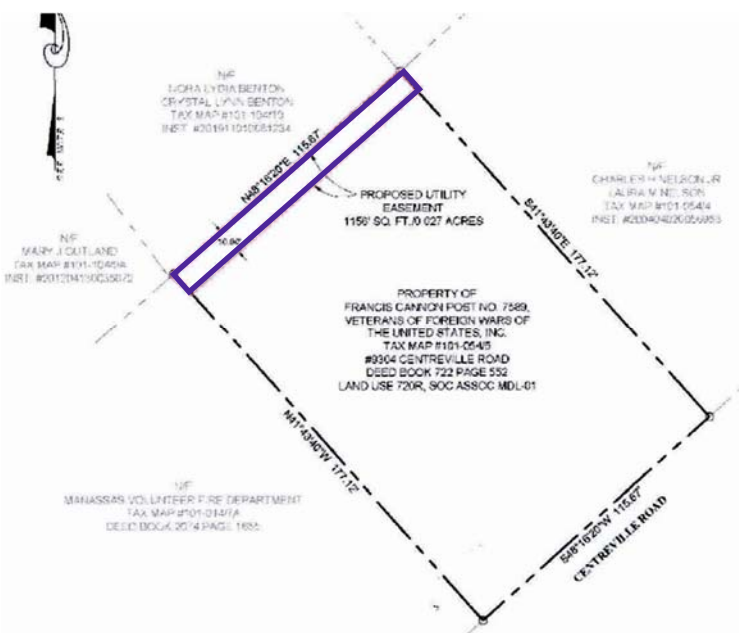 N/F
NORA LYDIA BENTON
CRYSTAL LYNN BENTON
TAX MAP #101-104/10
N48°16'20"E 115.67'
PROPOSED UTILITY
EASEMENT
1156' SQ. FT./0.027 ACRES
N/F
CHARLES H NELSON JR
LAURA M NELSON
TAX MAP #101-054/4
S41°43'40"E 177.12'
N/F
MARY J OUTLAND
10.00'
PROPERTY OF
FRANCIS CANNON POST NO. 7589,
VETERANS OF FOREIGN WARS OF
THE UNITED STATES, INC.
TAX MAP #101-054/5
#9304 CENTREVILLE ROAD
DEED BOOK 722 PAGE 552
LAND USE 720R, SOC ASSOC MDL-01
N41°43'40"W 177.12'
N/F
MANASSAS VOLUNTEER FIRE DEPARTMENT
DEED BOOK 2074 PAGE
S48°16'20"W 115.67'
CENTREVILLE ROAD